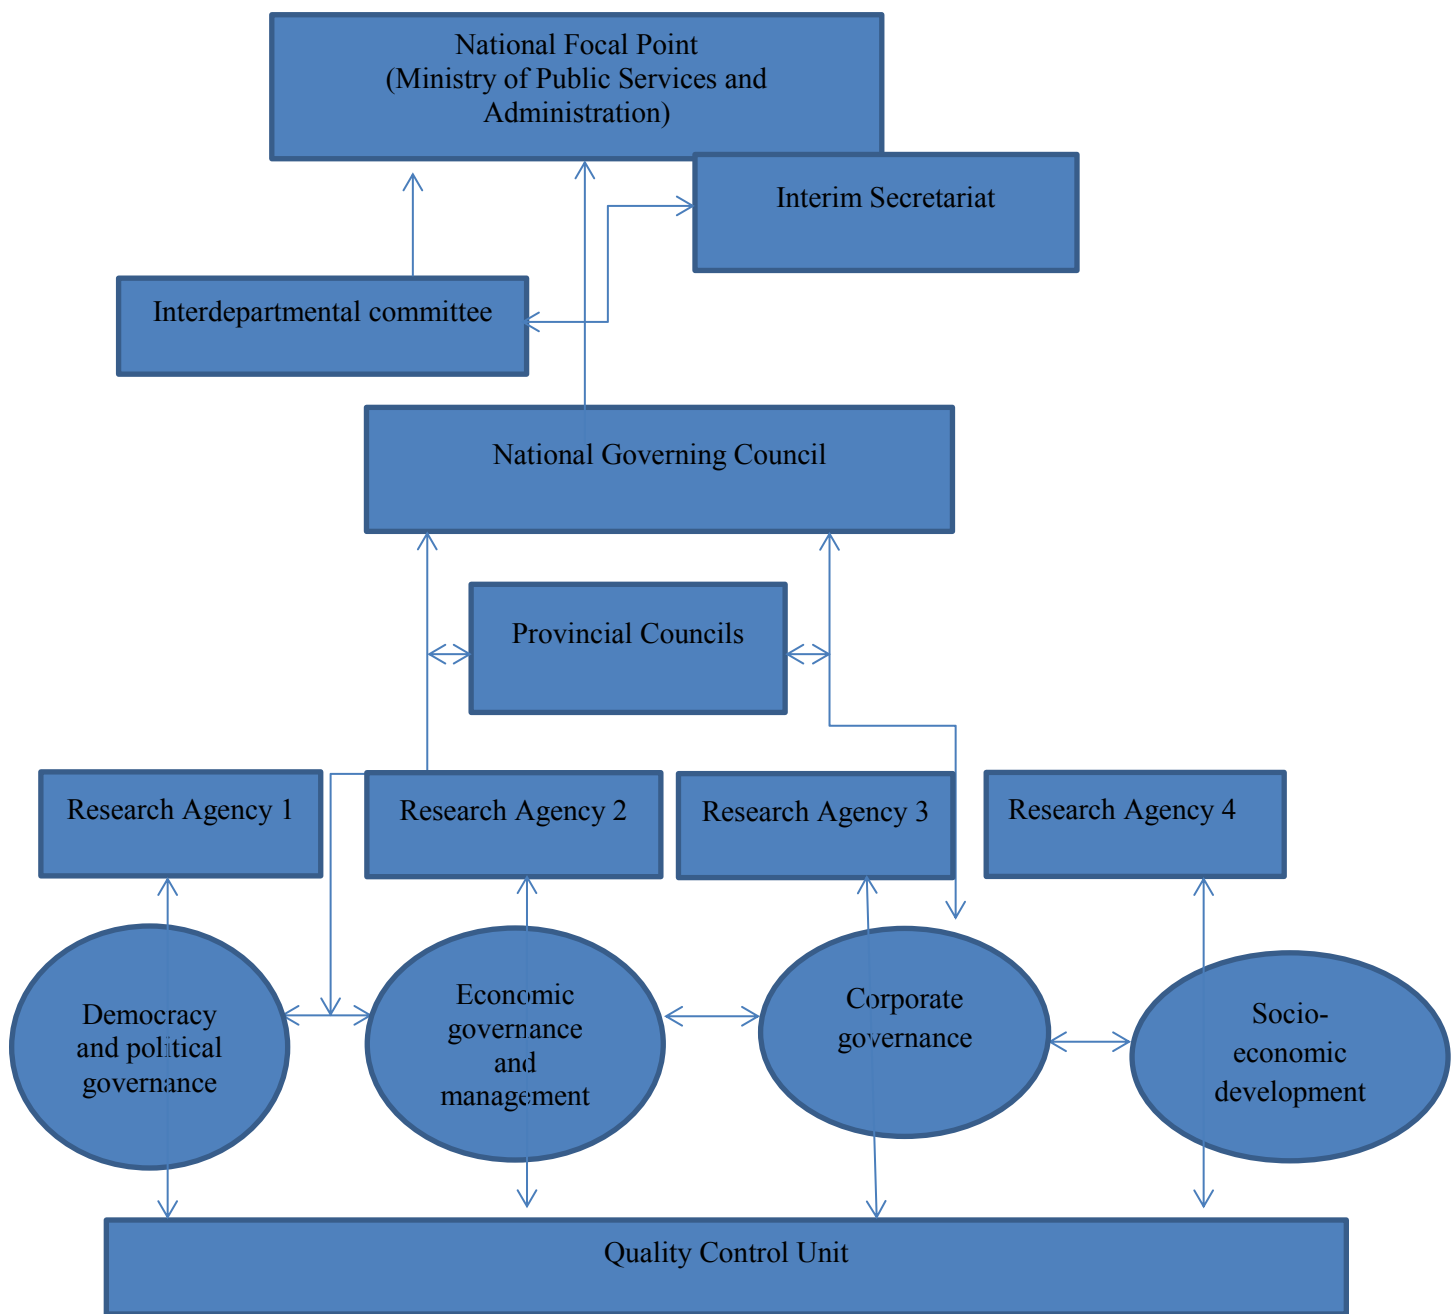 National Focal Point
(Ministry of Public Services and
Administration)
Interim Secretariat
Interdepartmental committee
National Governing Council
Provincial Councils
Research Agency 1
Research Agency 2
Research Agency 3
Research Agency 4
Democracy
and political
governance
Economic
governance
and
management
Corporate
governance
Socio-
economic
development
Quality Control Unit